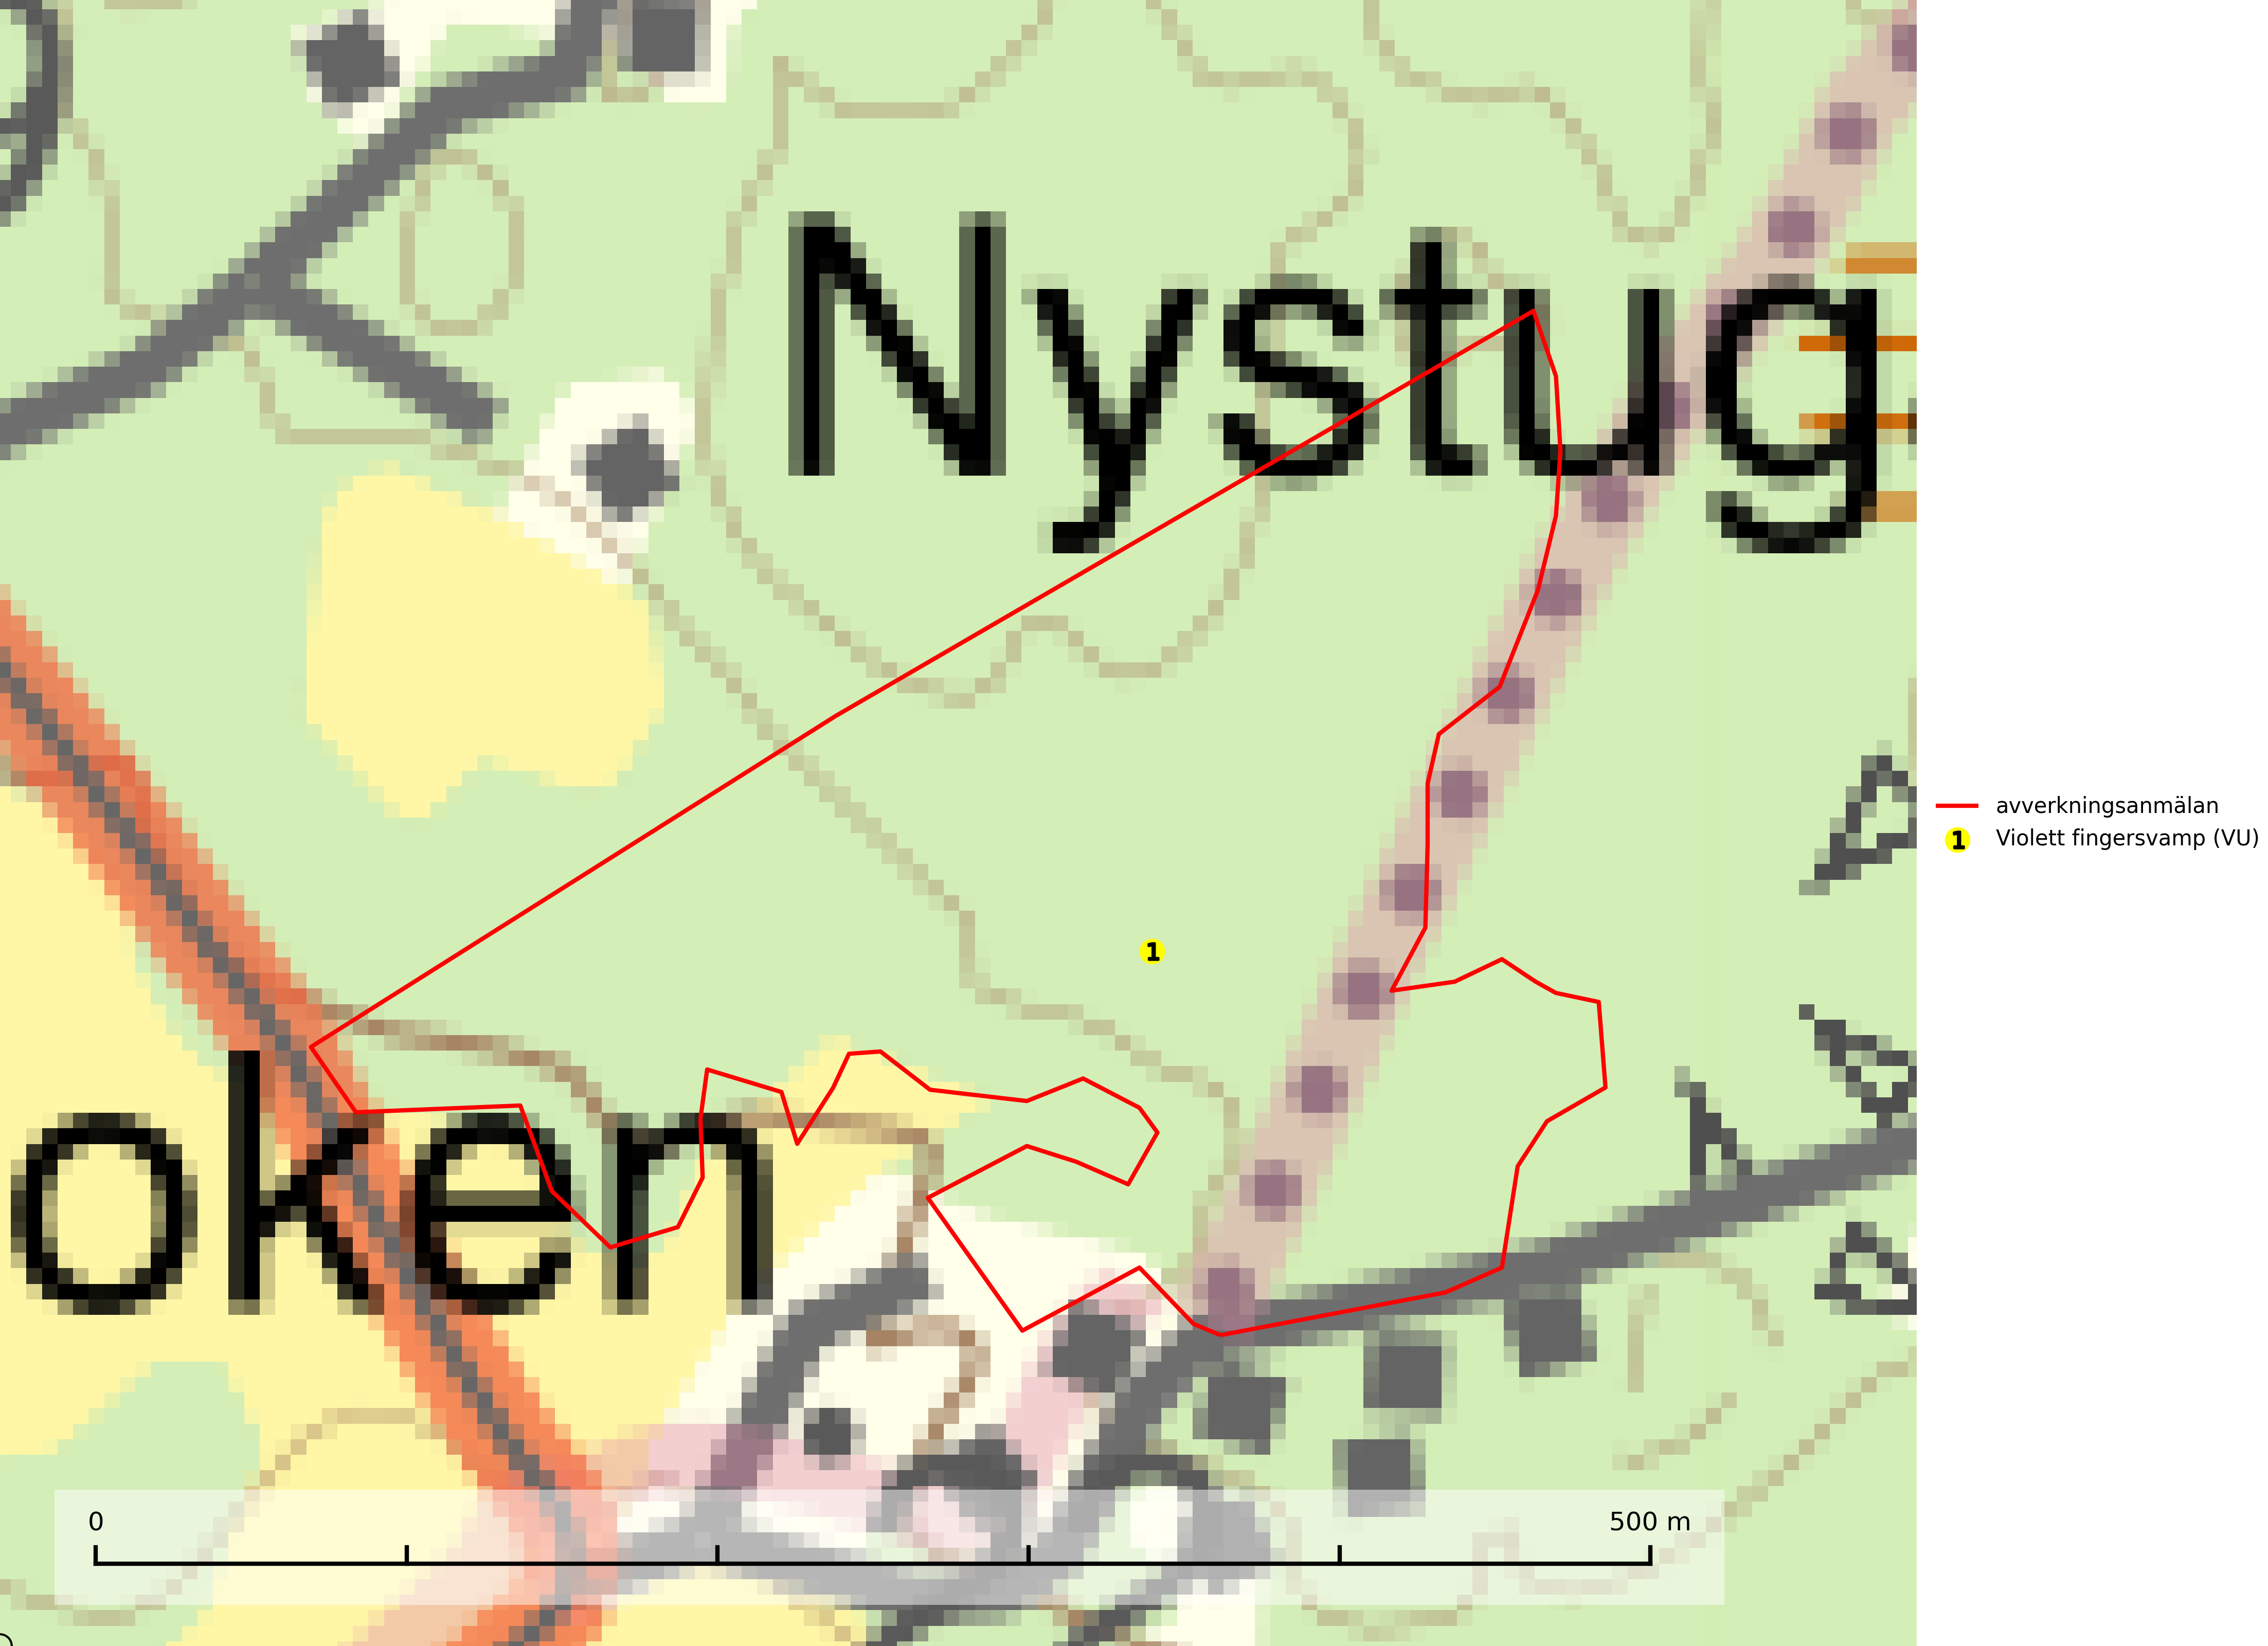 Nystug
avverkningsanmälan
1 Violett fingersvamp (VU)
1
oken
0 500 m